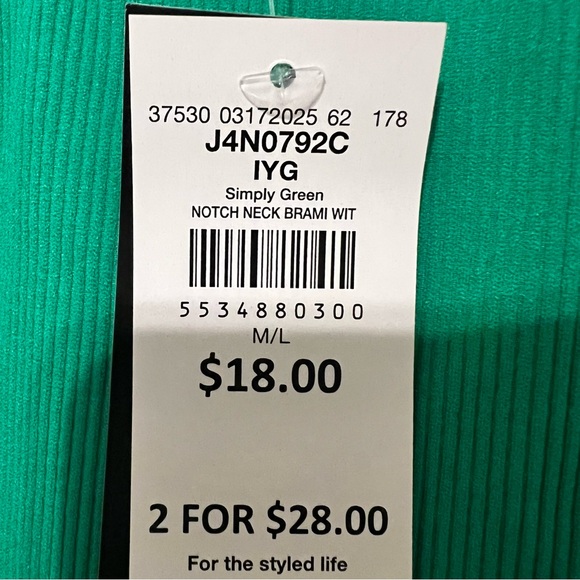 37530 03172025 62 178
J4N0792C
IYG
Simply Green
NOTCH NECK BRAMI WIT
5534880300
M/L
$18.00
2 FOR $28.00
For the styled life